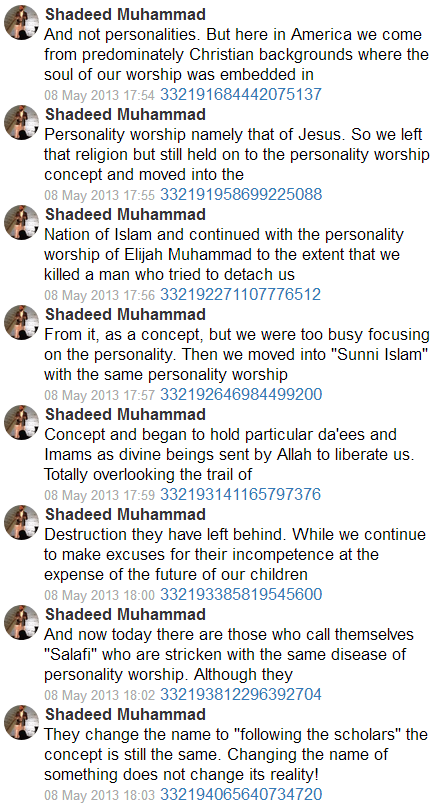 Shadeed Muhammad
And not personalities. But here in America we come
from predominately Christian backgrounds where the
soul of our worship was embedded in
08 May 2013 17:54 332191684442075137
Shadeed Muhammad
Personality worship namely that of Jesus. So we left
that religion but still held on to the personality worship
concept and moved into the
08 May 2013 17:55 332191958699225088
Shadeed Muhammad
Nation of Islam and continued with the personality
worship of Elijah Muhammad to the extent that we
killed a man who tried to detach us
08 May 2013 17:56 332192271107776512
Shadeed Muhammad
From it, as a concept, but we were too busy focusing
on the personality. Then we moved into "Sunni Islam"
with the same personality worship
08 May 2013 17:57 332192646984499200
Shadeed Muhammad
Concept and began to hold particular da'ees and
Imams as divine beings sent by Allah to liberate us.
Totally overlooking the trail of
08 May 2013 17:59 332193141165797376
Shadeed Muhammad
Destruction they have left behind. While we continue
to make excuses for their incompetence at the
expense of the future of our children
08 May 2013 18:00 332193385819545600
Shadeed Muhammad
And now today there are those who call themselves
"Salafi" who are stricken with the same disease of
personality worship. Although they
08 May 2013 18:02 332193812296392704
Shadeed Muhammad
They change the name to "following the scholars" the
concept is still the same. Changing the name of
something does not change its reality!
08 May 2013 18:03 332194065640734720